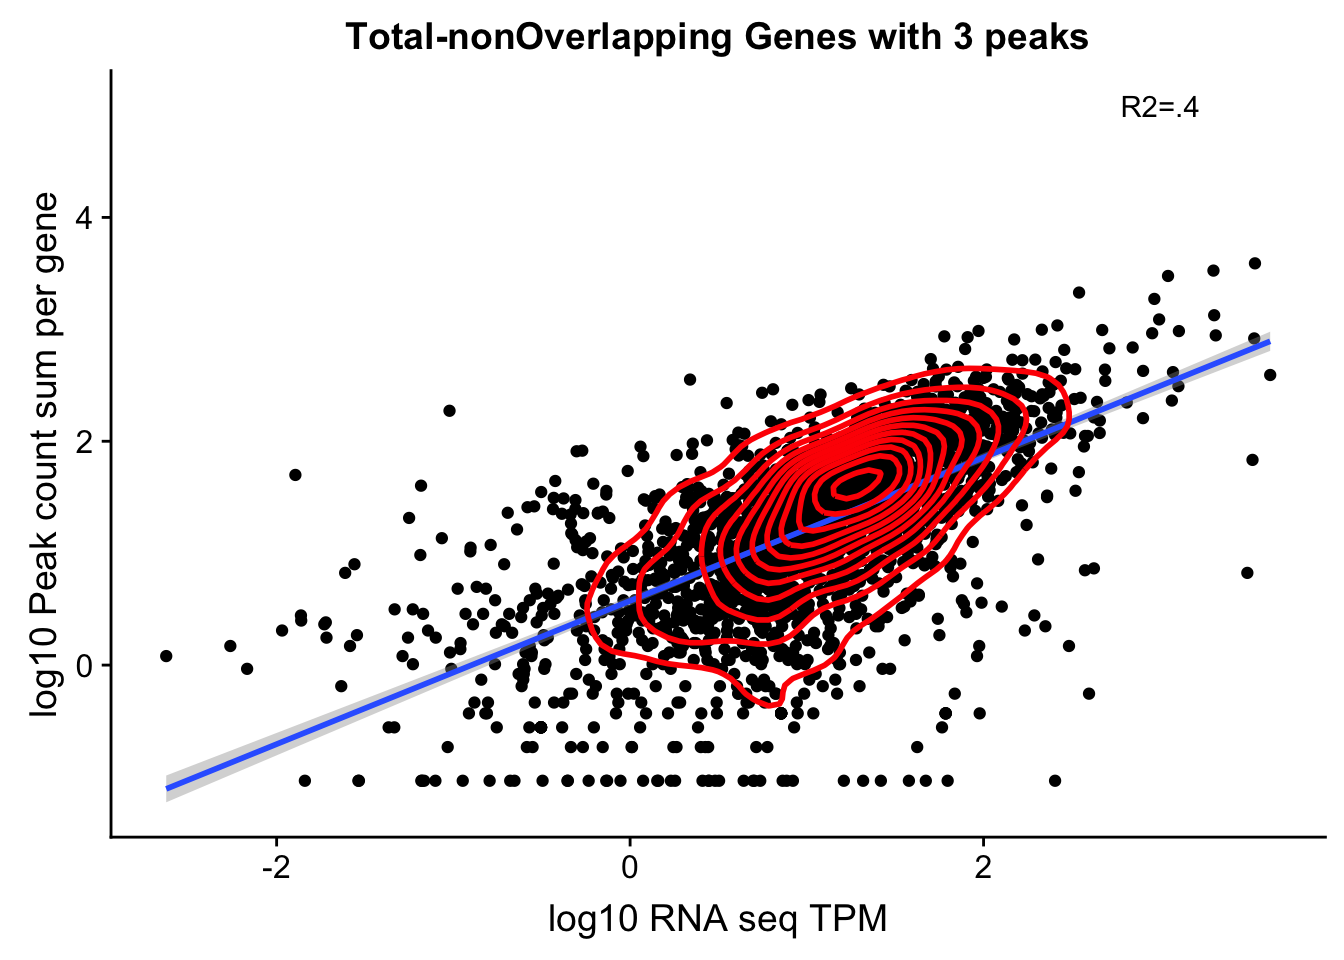 Total-nonOverlapping Genes with 3 peaks
R2=.4
log10 Peak count sum per gene
4
2
0
-2
0
2
log10 RNA seq TPM